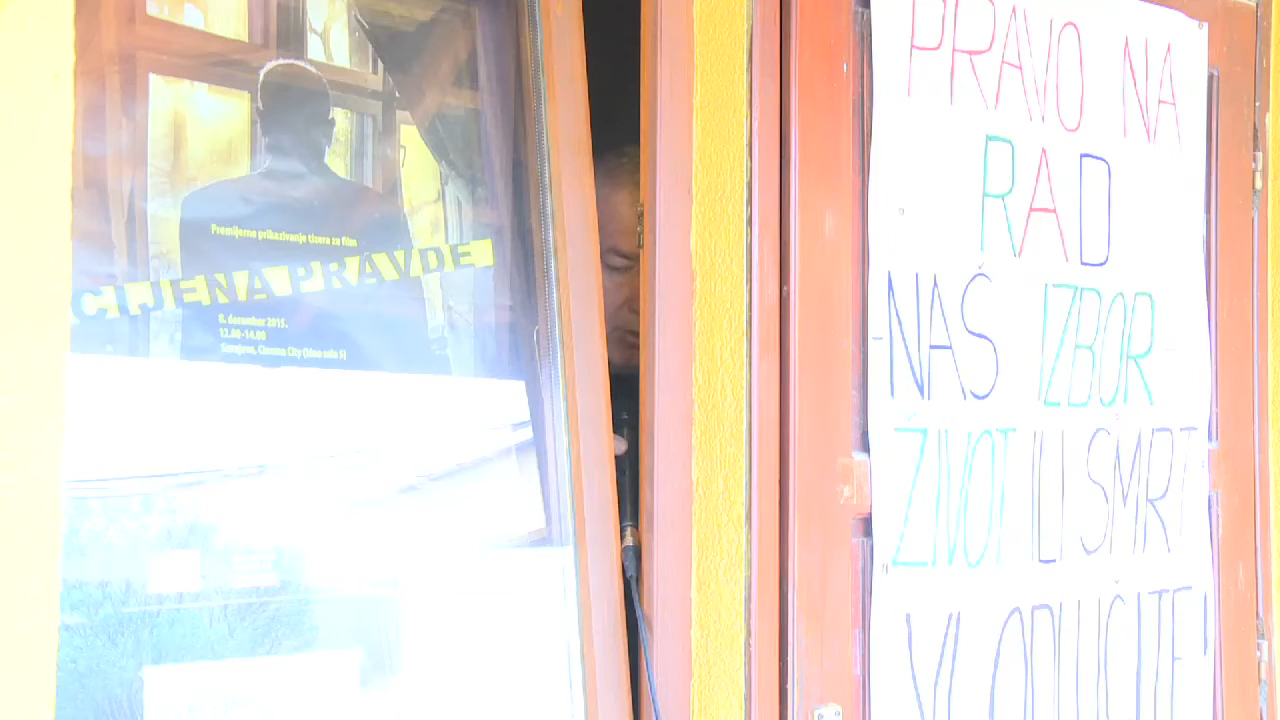 Premijerno prikazivanje tizera za film
CIJENA PRAVDE
8. decembar 2015.
12.00-14.00
Sarajevo, Cinema City (kino sala 5)
PRAVO NA
RAD
-NAŠ IZBOR-
ŽIVOT ILI SMRT
VI ODLUČITE!